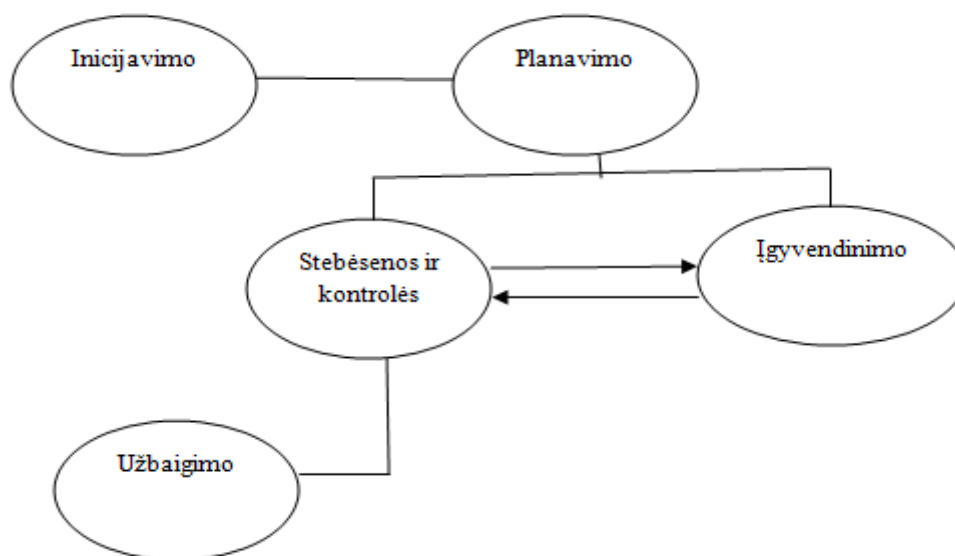 Inicijavimo
Planavimo
Stebėsenos ir
kontrolės
Įgyvendinimo
Užbaigimo